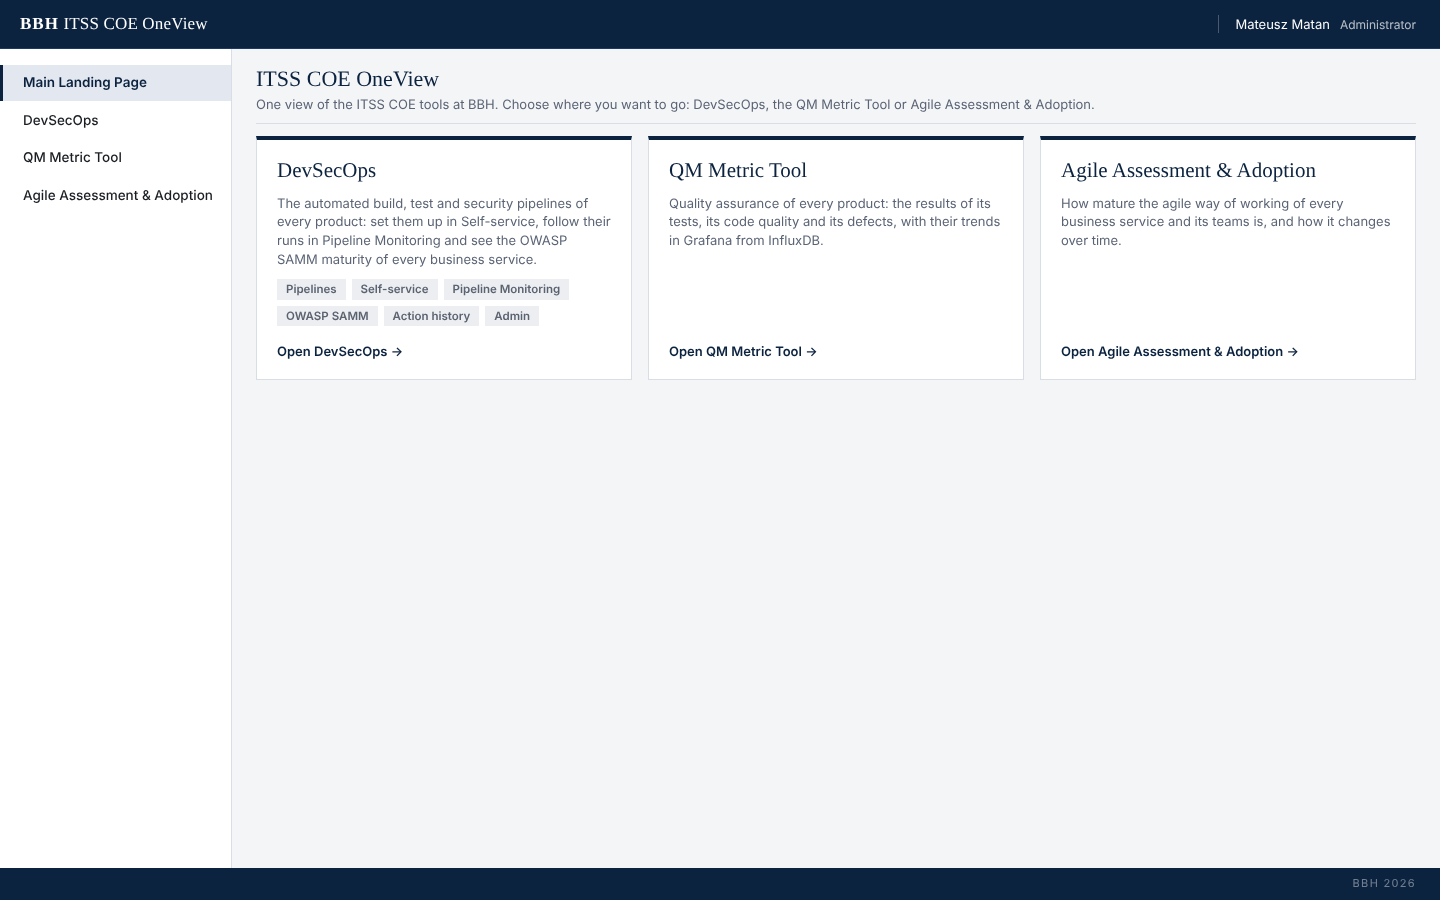 BBH ITSS COE OneView
Mateusz Matan Administrator
Main Landing Page
DevSecOps
QM Metric Tool
Agile Assessment & Adoption
ITSS COE OneView
One view of the ITSS COE tools at BBH. Choose where you want to go: DevSecOps, the QM Metric Tool or Agile Assessment & Adoption.
DevSecOps
The automated build, test and security pipelines of
every product: set them up in Self-service, follow their
runs in Pipeline Monitoring and see the OWASP
SAMM maturity of every business service.
Pipelines Self-service Pipeline Monitoring
OWASP SAMM Action history Admin
Open DevSecOps →
QM Metric Tool
Quality assurance of every product: the results of its
tests, its code quality and its defects, with their trends
in Grafana from InfluxDB.
Open QM Metric Tool →
Agile Assessment & Adoption
How mature the agile way of working of every
business service and its teams is, and how it changes
over time.
Open Agile Assessment & Adoption →
BBH 2026